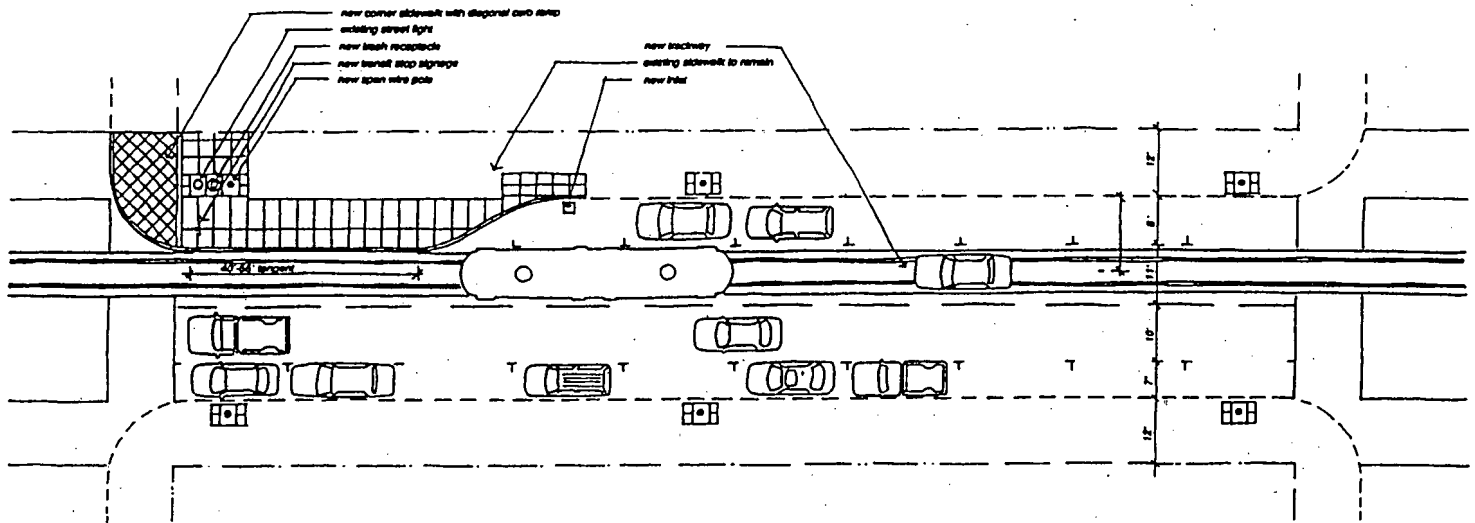 new corner sidewalk with diagonal curb ramp
existing street light
new trash receptacle
new transit stop signage
new span wire pole
new trackway
existing sidewalk to remain
new inlet
12'
8'
11'
10'
7'
12'
tangent